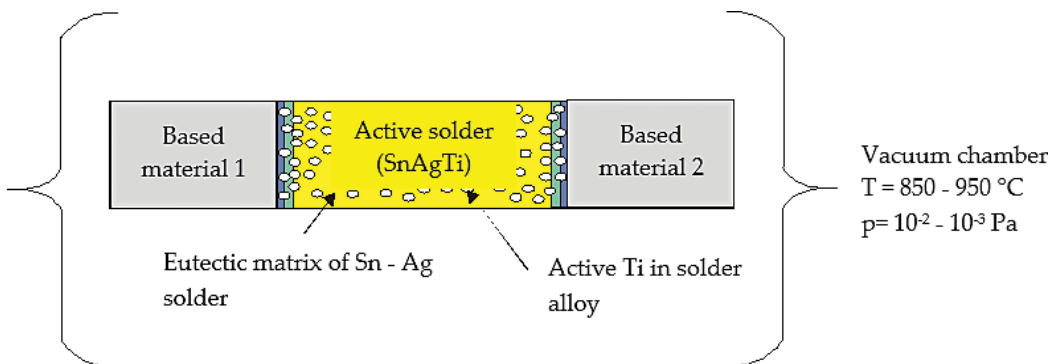 Based
material 1
Active solder
(SnAgTi)
Based
material 2
Vacuum chamber
T = 850 - 950 °C
p= 10⁻² - 10⁻³ Pa
Eutectic matrix of Sn - Ag
solder
Active Ti in solder
alloy